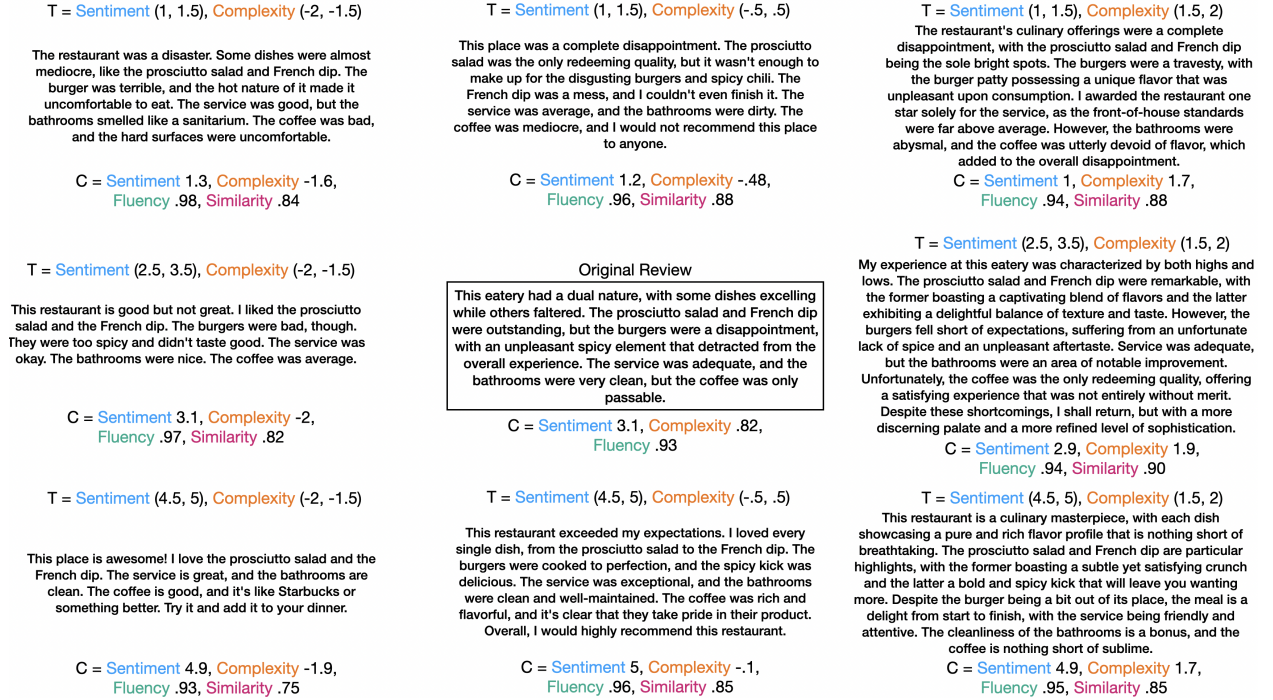 T = Sentiment (1, 1.5), Complexity (-2, -1.5)
The restaurant was a disaster. Some dishes were almost
mediocre, like the prosciutto salad and French dip. The
burger was terrible, and the hot nature of it made it
uncomfortable to eat. The service was good, but the
bathrooms smelled like a sanitarium. The coffee was bad,
and the hard surfaces were uncomfortable.
C = Sentiment 1.3, Complexity -1.6,
Fluency .98, Similarity .84
T = Sentiment (1, 1.5), Complexity (-.5, .5)
This place was a complete disappointment. The prosciutto
salad was the only redeeming quality, but it wasn't enough to
make up for the disgusting burgers and spicy chili. The
French dip was a mess, and I couldn't even finish it. The
service was average, and the bathrooms were dirty. The
coffee was mediocre, and I would not recommend this place
to anyone.
C = Sentiment 1.2, Complexity -.48,
Fluency .96, Similarity .88
T = Sentiment (1, 1.5), Complexity (1.5, 2)
The restaurant's culinary offerings were a complete
disappointment, with the prosciutto salad and French dip
being the sole bright spots. The burgers were a travesty, with
the burger patty possessing a unique flavor that was
unpleasant upon consumption. I awarded the restaurant one
star solely for the service, as the front-of-house standards
were far above average. However, the bathrooms were
abysmal, and the coffee was utterly devoid of flavor, which
added to the overall disappointment.
C = Sentiment 1, Complexity 1.7,
Fluency .94, Similarity .88
T = Sentiment (2.5, 3.5), Complexity (-2, -1.5)
This restaurant is good but not great. I liked the prosciutto
salad and the French dip. The burgers were bad, though.
They were too spicy and didn't taste good. The service was
okay. The bathrooms were nice. The coffee was average.
C = Sentiment 3.1, Complexity -2,
Fluency .97, Similarity .82
Original Review
This eatery had a dual nature, with some dishes excelling
while others faltered. The prosciutto salad and French dip
were outstanding, but the burgers were a disappointment,
with an unpleasant spicy element that detracted from the
overall experience. The service was adequate, and the
bathrooms were very clean, but the coffee was only
passable.
C = Sentiment 3.1, Complexity .82,
Fluency .93
T = Sentiment (2.5, 3.5), Complexity (1.5, 2)
My experience at this eatery was characterized by both highs and
lows. The prosciutto salad and French dip were remarkable, with
the former boasting a captivating blend of flavors and the latter
exhibiting a delightful balance of texture and taste. However, the
burgers fell short of expectations, suffering from an unfortunate
lack of spice and an unpleasant aftertaste. Service was adequate,
but the bathrooms were an area of notable improvement.
Unfortunately, the coffee was the only redeeming quality, offering
a satisfying experience that was not entirely without merit.
Despite these shortcomings, I shall return, but with a more
discerning palate and a more refined level of sophistication.
C = Sentiment 2.9, Complexity 1.9,
Fluency .94, Similarity .90
T = Sentiment (4.5, 5), Complexity (-2, -1.5)
This place is awesome! I love the prosciutto salad and the
French dip. The service is great, and the bathrooms are
clean. The coffee is good, and it's like Starbucks or
something better. Try it and add it to your dinner.
C = Sentiment 4.9, Complexity -1.9,
Fluency .93, Similarity .75
T = Sentiment (4.5, 5), Complexity (-.5, .5)
This restaurant exceeded my expectations. I loved every
single dish, from the prosciutto salad to the French dip. The
burgers were cooked to perfection, and the spicy kick was
delicious. The service was exceptional, and the bathrooms
were clean and well-maintained. The coffee was rich and
flavorful, and it's clear that they take pride in their product.
Overall, I would highly recommend this restaurant.
C = Sentiment 5, Complexity -.1,
Fluency .96, Similarity .85
T = Sentiment (4.5, 5), Complexity (1.5, 2)
This restaurant is a culinary masterpiece, with each dish
showcasing a pure and rich flavor profile that is nothing short of
breathtaking. The prosciutto salad and French dip are particular
highlights, with the former boasting a subtle yet satisfying crunch
and the latter a bold and spicy kick that will leave you wanting
more. Despite the burger being a bit out of its place, the meal is a
delight from start to finish, with the service being friendly and
attentive. The cleanliness of the bathrooms is a bonus, and the
coffee is nothing short of sublime.
C = Sentiment 4.9, Complexity 1.7,
Fluency .95, Similarity .85